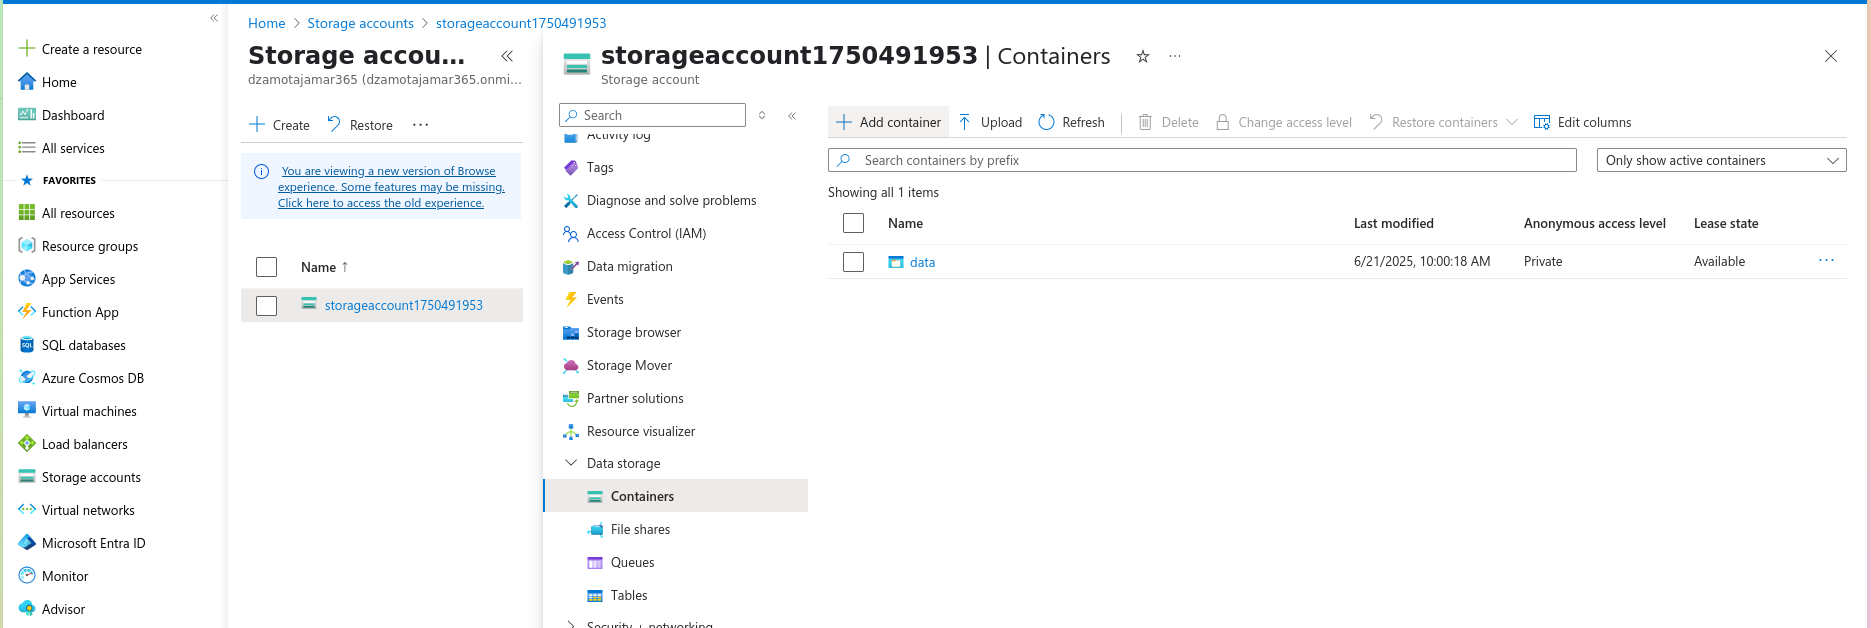 Create a resource
Home
Dashboard
All services
FAVORITES
All resources
Resource groups
App Services
Function App
SQL databases
Azure Cosmos DB
Virtual machines
Load balancers
Storage accounts
Virtual networks
Microsoft Entra ID
Monitor
Advisor
Home > Storage accounts > storageaccount1750491953
Storage accou...
dzamotajamar365 (dzamotajamar365.onmi...
Create Restore ...
You are viewing a new version of Browse
experience. Some features may be missing.
Click here to access the old experience.
Name ↑
storageaccount1750491953
storageaccount1750491953 | Containers
Storage account
Search
Activity log
Tags
Diagnose and solve problems
Access Control (IAM)
Data migration
Events
Storage browser
Storage Mover
Partner solutions
Resource visualizer
Data storage
Containers
File shares
Queues
Tables
Security + networking
Add container Upload Refresh Delete Change access level Restore containers Edit columns
Search containers by prefix
Only show active containers
Showing all 1 items
Name Last modified Anonymous access level Lease state
data 6/21/2025, 10:00:18 AM Private Available ...